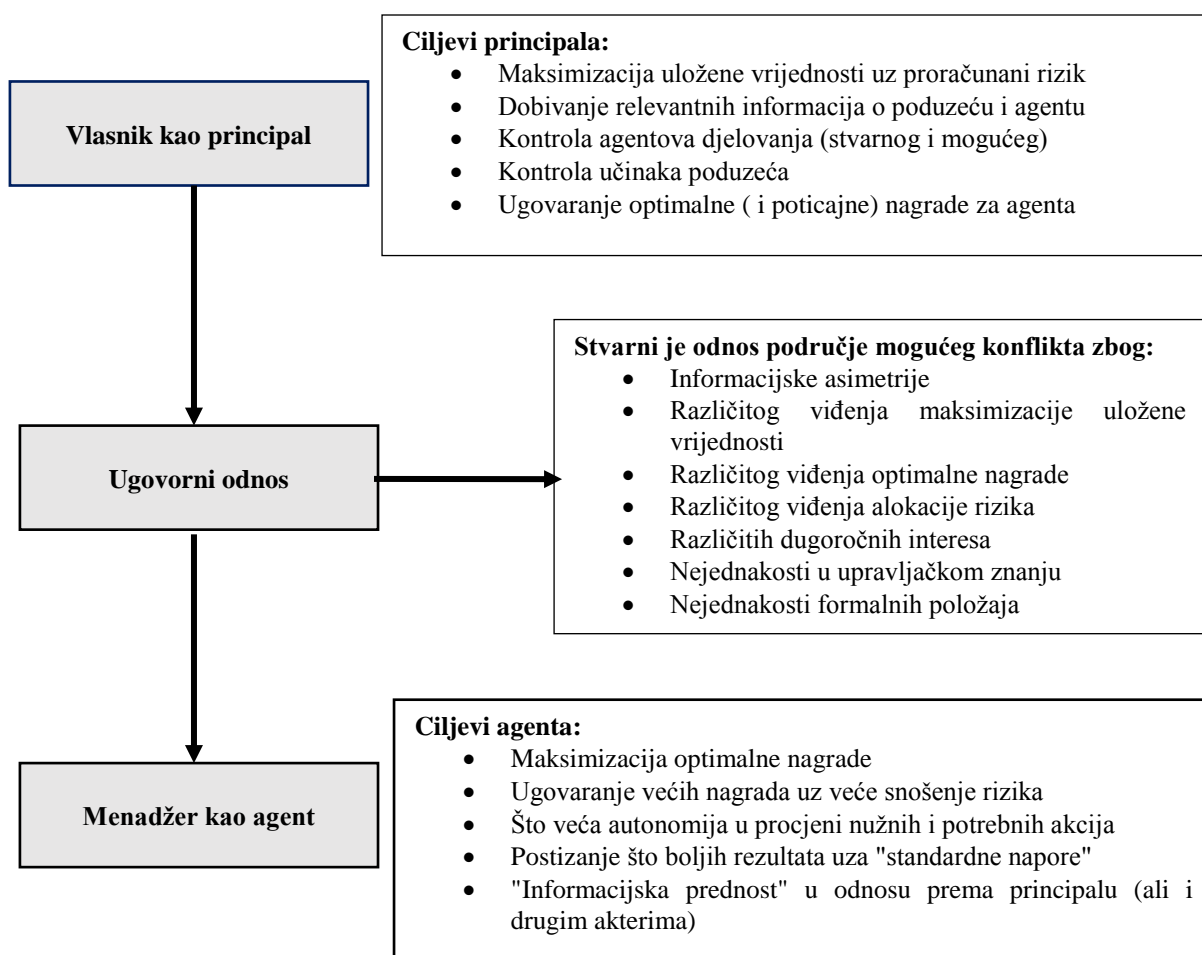 Ciljevi principala:
• Maksimizacija uložene vrijednosti uz proračunani rizik
• Dobivanje relevantnih informacija o poduzeću i agentu
• Kontrola agentova djelovanja (stvarnog i mogućeg)
• Kontrola učinaka poduzeća
• Ugovaranje optimalne ( i poticajne) nagrade za agenta
Vlasnik kao principal
Stvarni je odnos područje mogućeg konflikta zbog:
• Informacijske asimetrije
• Različitog viđenja maksimizacije uložene
vrijednosti
• Različitog viđenja optimalne nagrade
• Različitog viđenja alokacije rizika
• Različitih dugoročnih interesa
• Nejednakosti u upravljačkom znanju
• Nejednakosti formalnih položaja
Ugovorni odnos
Ciljevi agenta:
• Maksimizacija optimalne nagrade
• Ugovaranje većih nagrada uz veće snošenje rizika
• Što veća autonomija u procjeni nužnih i potrebnih akcija
• Postizanje što boljih rezultata uza "standardne napore"
• "Informacijska prednost" u odnosu prema principalu (ali i
drugim akterima)
Menadžer kao agent